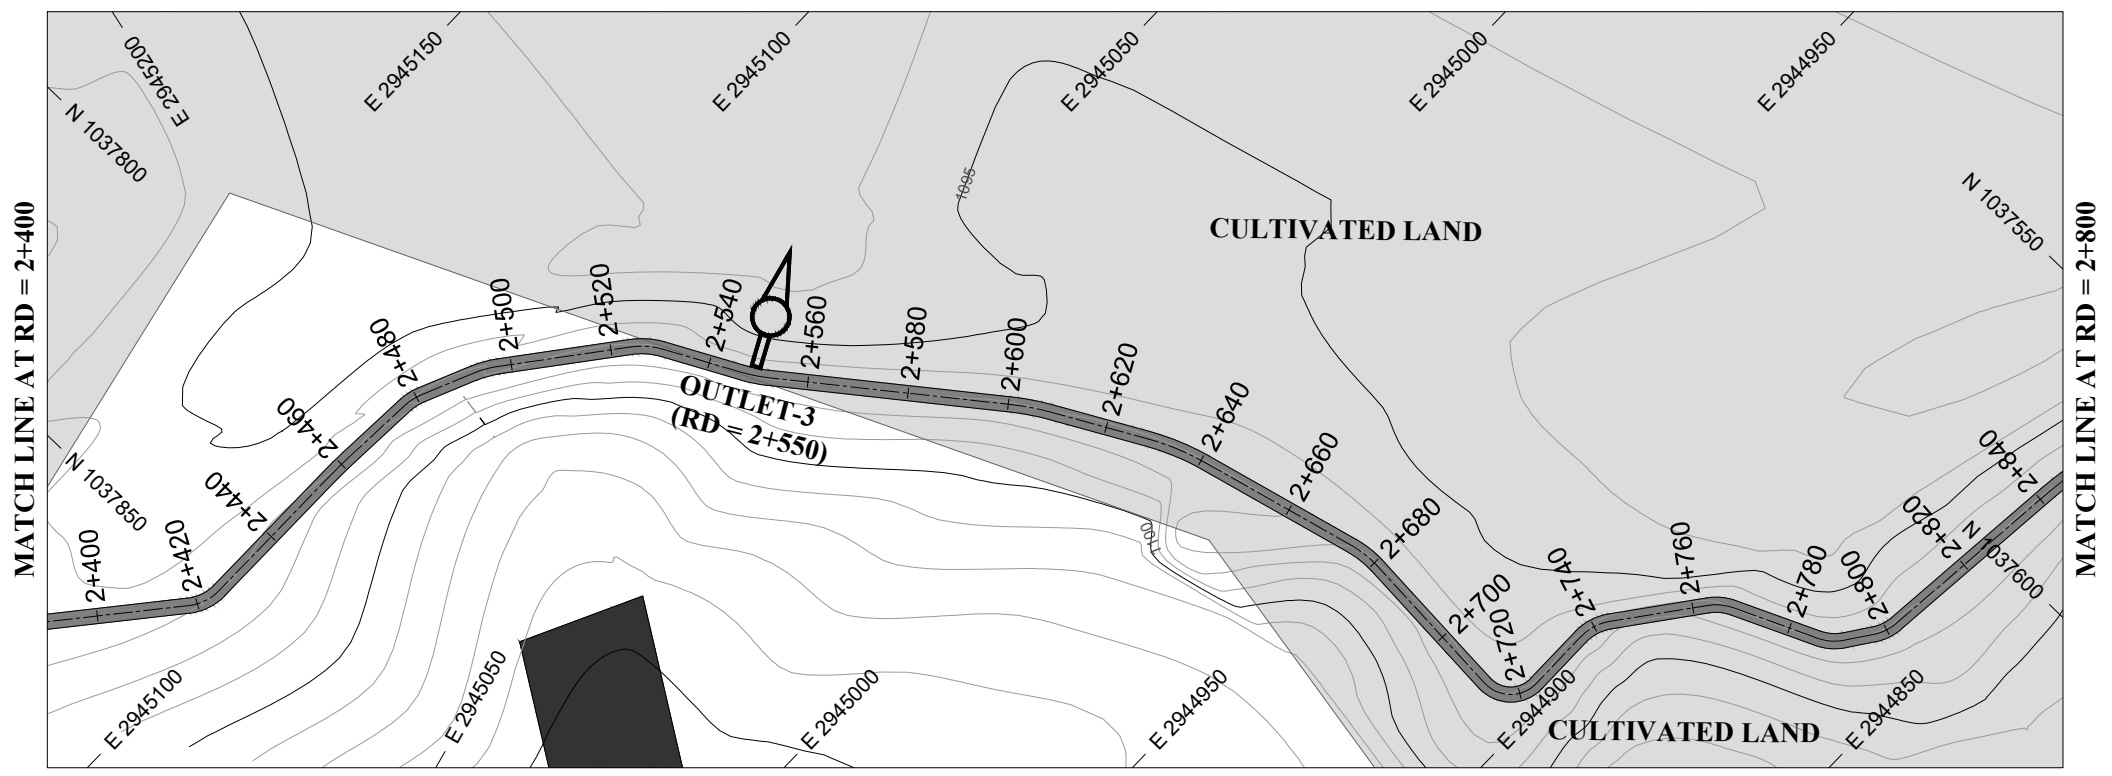 E 2945200
E 2945150
E 2945100
E 2945050
E 2945000
E 2944950
N 1037800
N 1037550
1095
CULTIVATED LAND
MATCH LINE AT RD = 2+400
MATCH LINE AT RD = 2+800
2+400
2+420
2+440
2+460
2+480
2+500
2+520
2+540
2+560
2+580
2+600
2+620
2+640
2+660
2+680
2+700
2+720
2+740
2+760
2+780
2+800
2+820
2+840
OUTLET-3
(RD = 2+550)
N 1037850
1100
N 1037600
E 2945100
E 2945050
E 2945000
E 2944950
E 2944900
E 2944850
CULTIVATED LAND